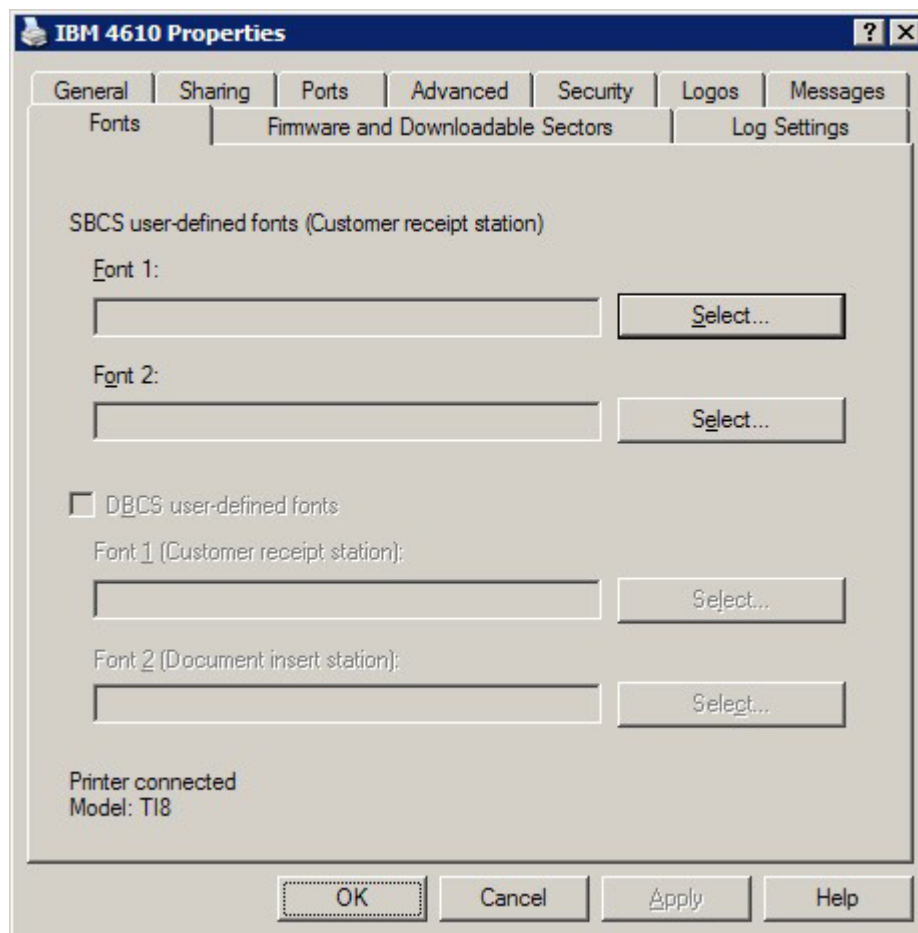 IBM 4610 Properties
General Sharing Ports Advanced Security Logos Messages
Fonts Firmware and Downloadable Sectors Log Settings
SBCS user-defined fonts (Customer receipt station)
Font 1:
Select...
Font 2:
Select...
DBCS user-defined fonts
Font 1 (Customer receipt station):
Select...
Font 2 (Document insert station):
Select...
Printer connected
Model: TI8
OK Cancel Apply Help